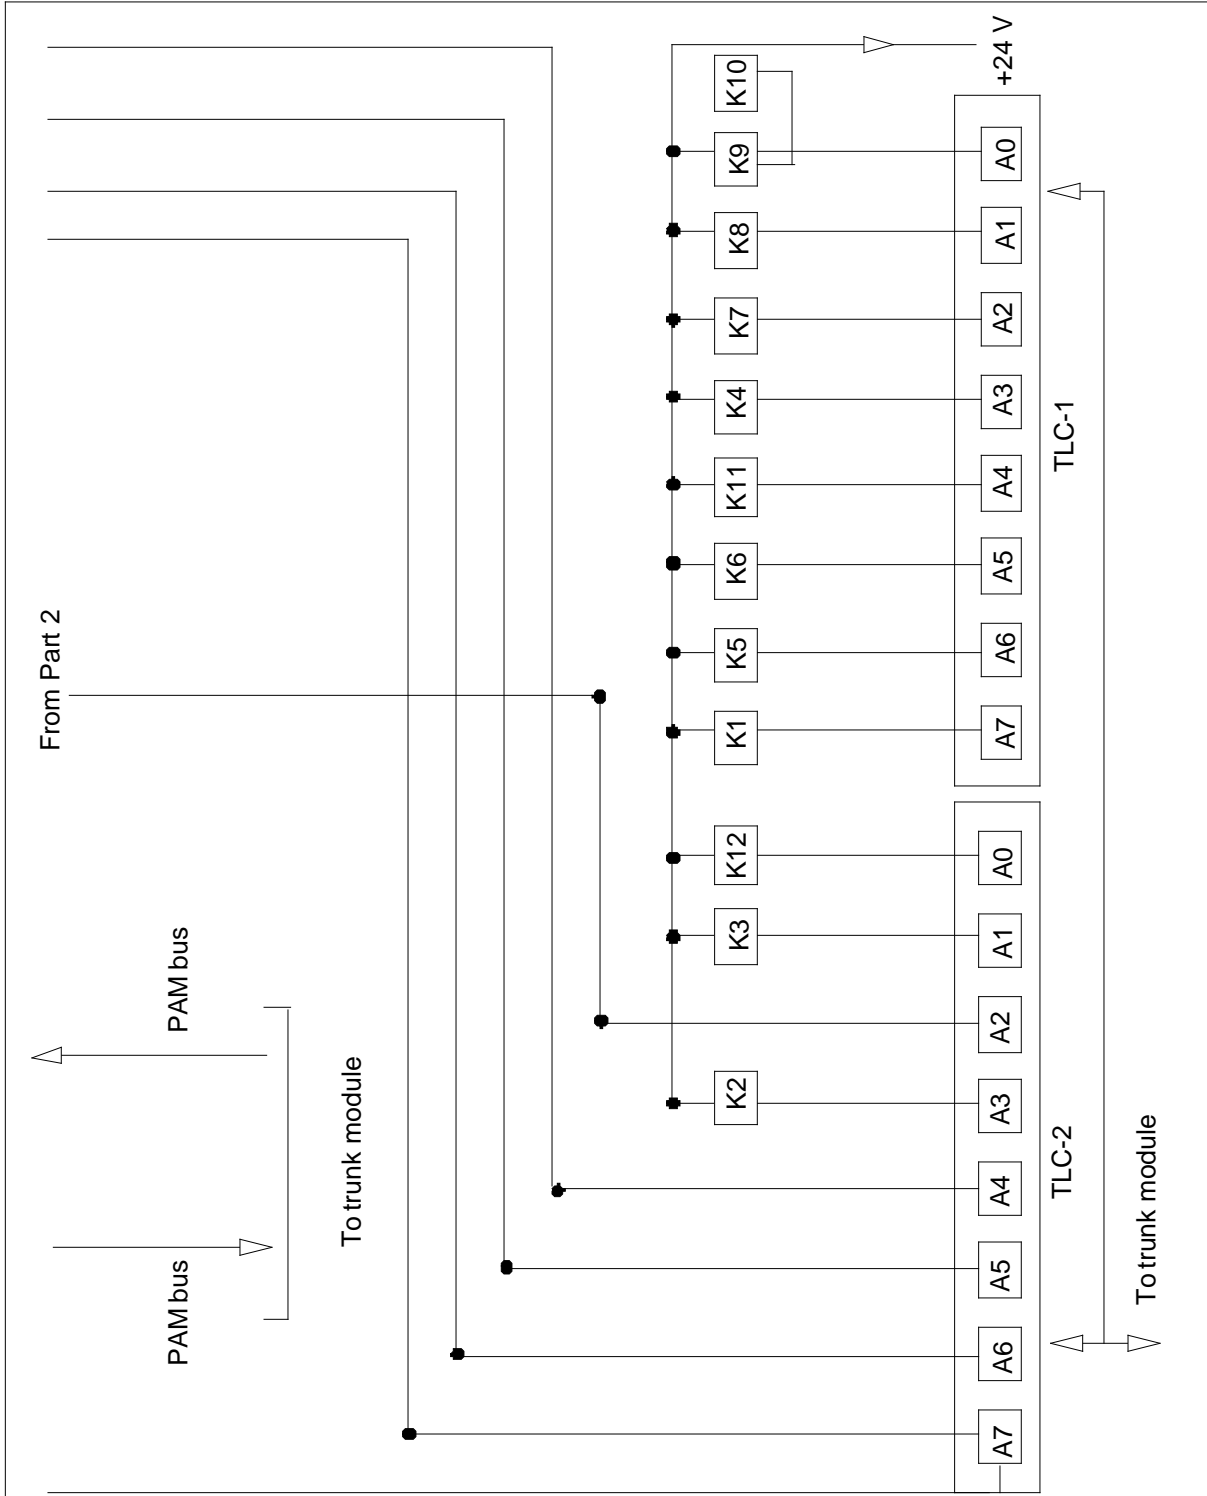 From Part 2
PAM bus
PAM bus
To trunk module
+24 V
K2
K3
K12
K1
K5
K6
K11
K4
K7
K8
K9
K10
A7
A6
A5
A4
A3
A2
A1
A0
A7
A6
A5
A4
A3
A2
A1
A0
TLC-2
TLC-1
To trunk module